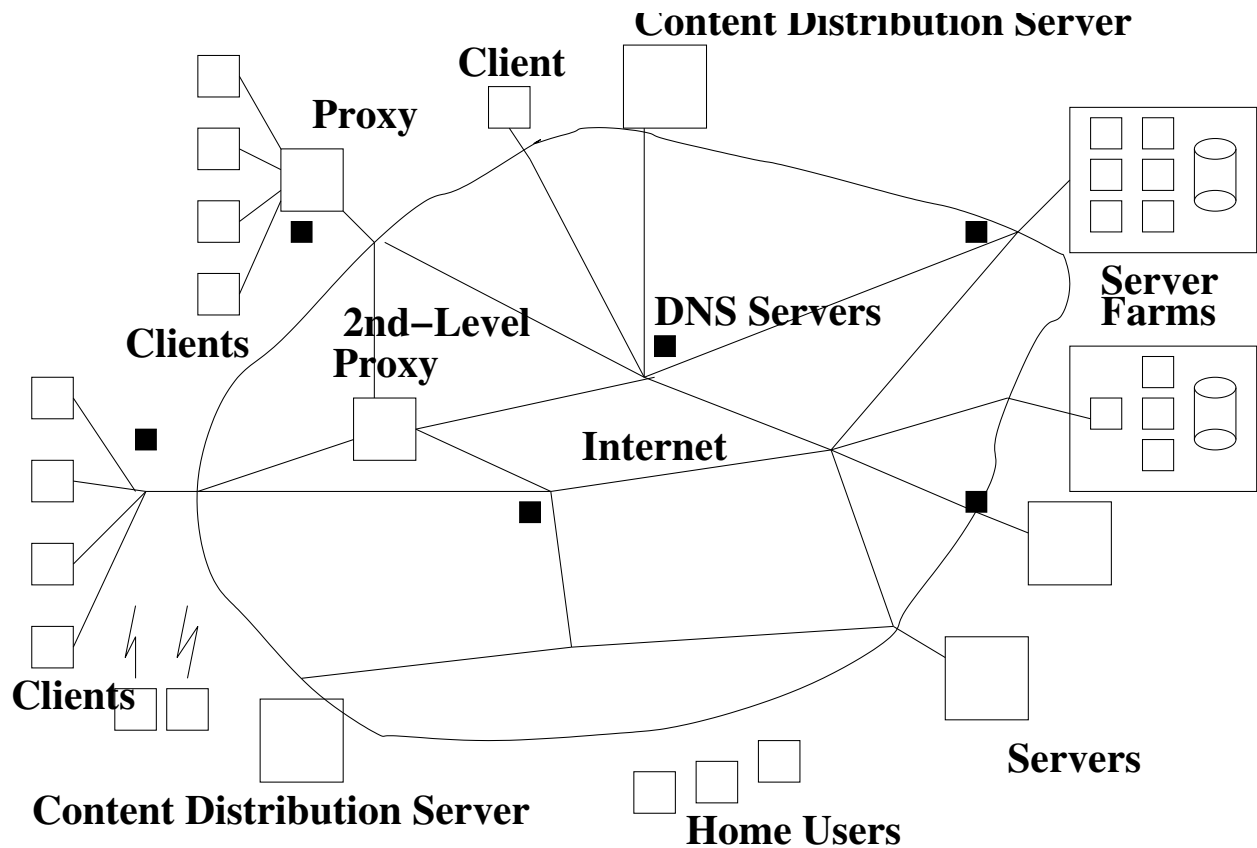 Content Distribution Server
Client
Proxy
Server
Farms
DNS Servers
2nd−Level
Proxy
Clients
Internet
Clients
Servers
Content Distribution Server
Home Users